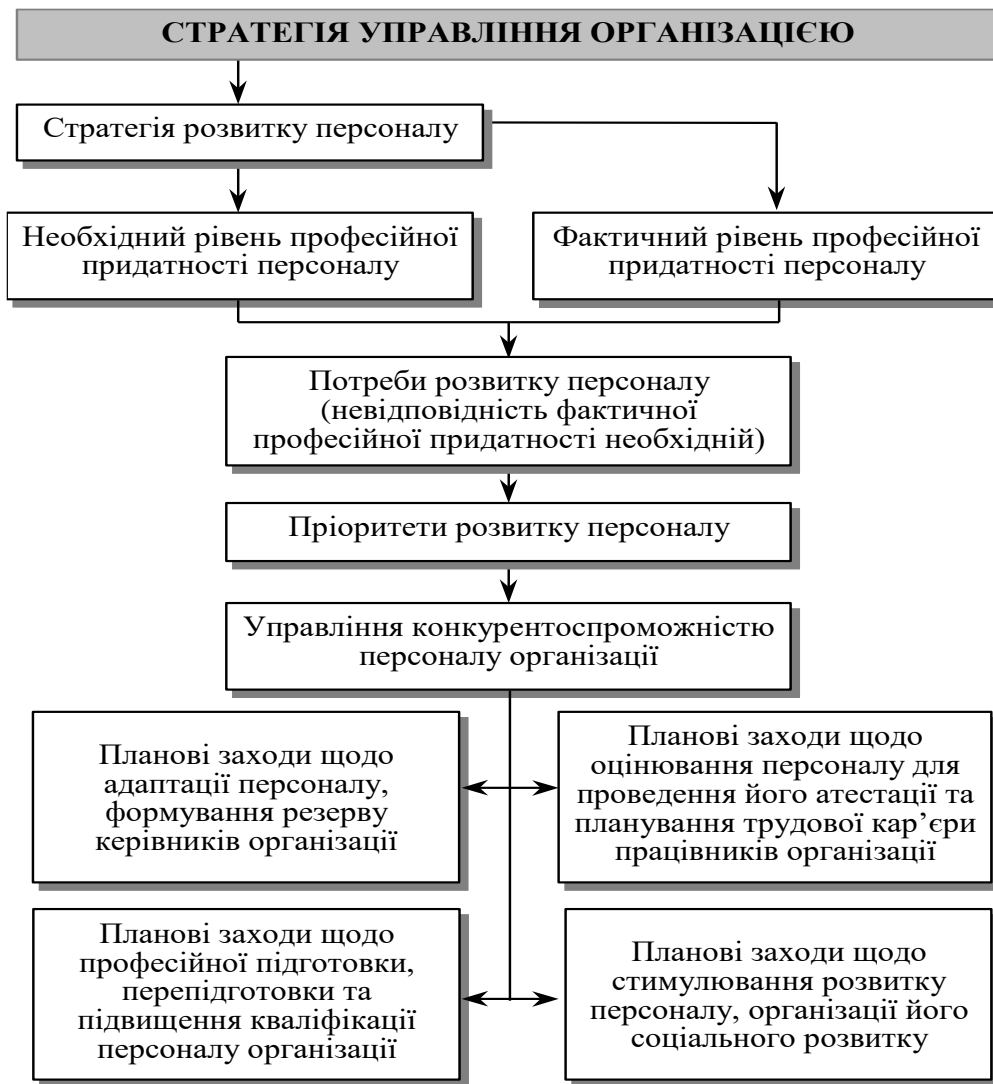 СТРАТЕГІЯ УПРАВЛІННЯ ОРГАНІЗАЦІЄЮ
Стратегія розвитку персоналу
Необхідний рівень професійної
придатності персоналу
Фактичний рівень професійної
придатності персоналу
Потреби розвитку персоналу
(невідповідність фактичної
професійної придатності необхідній)
Пріоритети розвитку персоналу
Управління конкурентоспроможністю
персоналу організації
Планові заходи щодо
адаптації персоналу,
формування резерву
керівників організації
Планові заходи щодо
оцінювання персоналу для
проведення його атестації та
планування трудової кар’єри
працівників організації
Планові заходи щодо
професійної підготовки,
перепідготовки та
підвищення кваліфікації
персоналу організації
Планові заходи щодо
стимулювання розвитку
персоналу, організації його
соціального розвитку